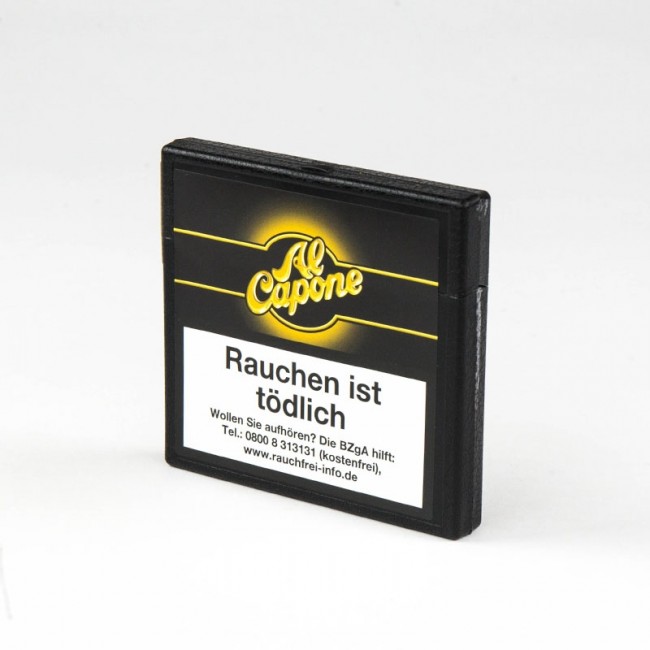 Al
Capone
Rauchen ist
tödlich
Wollen Sie aufhören? Die BZgA hilft:
Tel.: 0800 8 313131 (kostenfrei),
www.rauchfrei-info.de